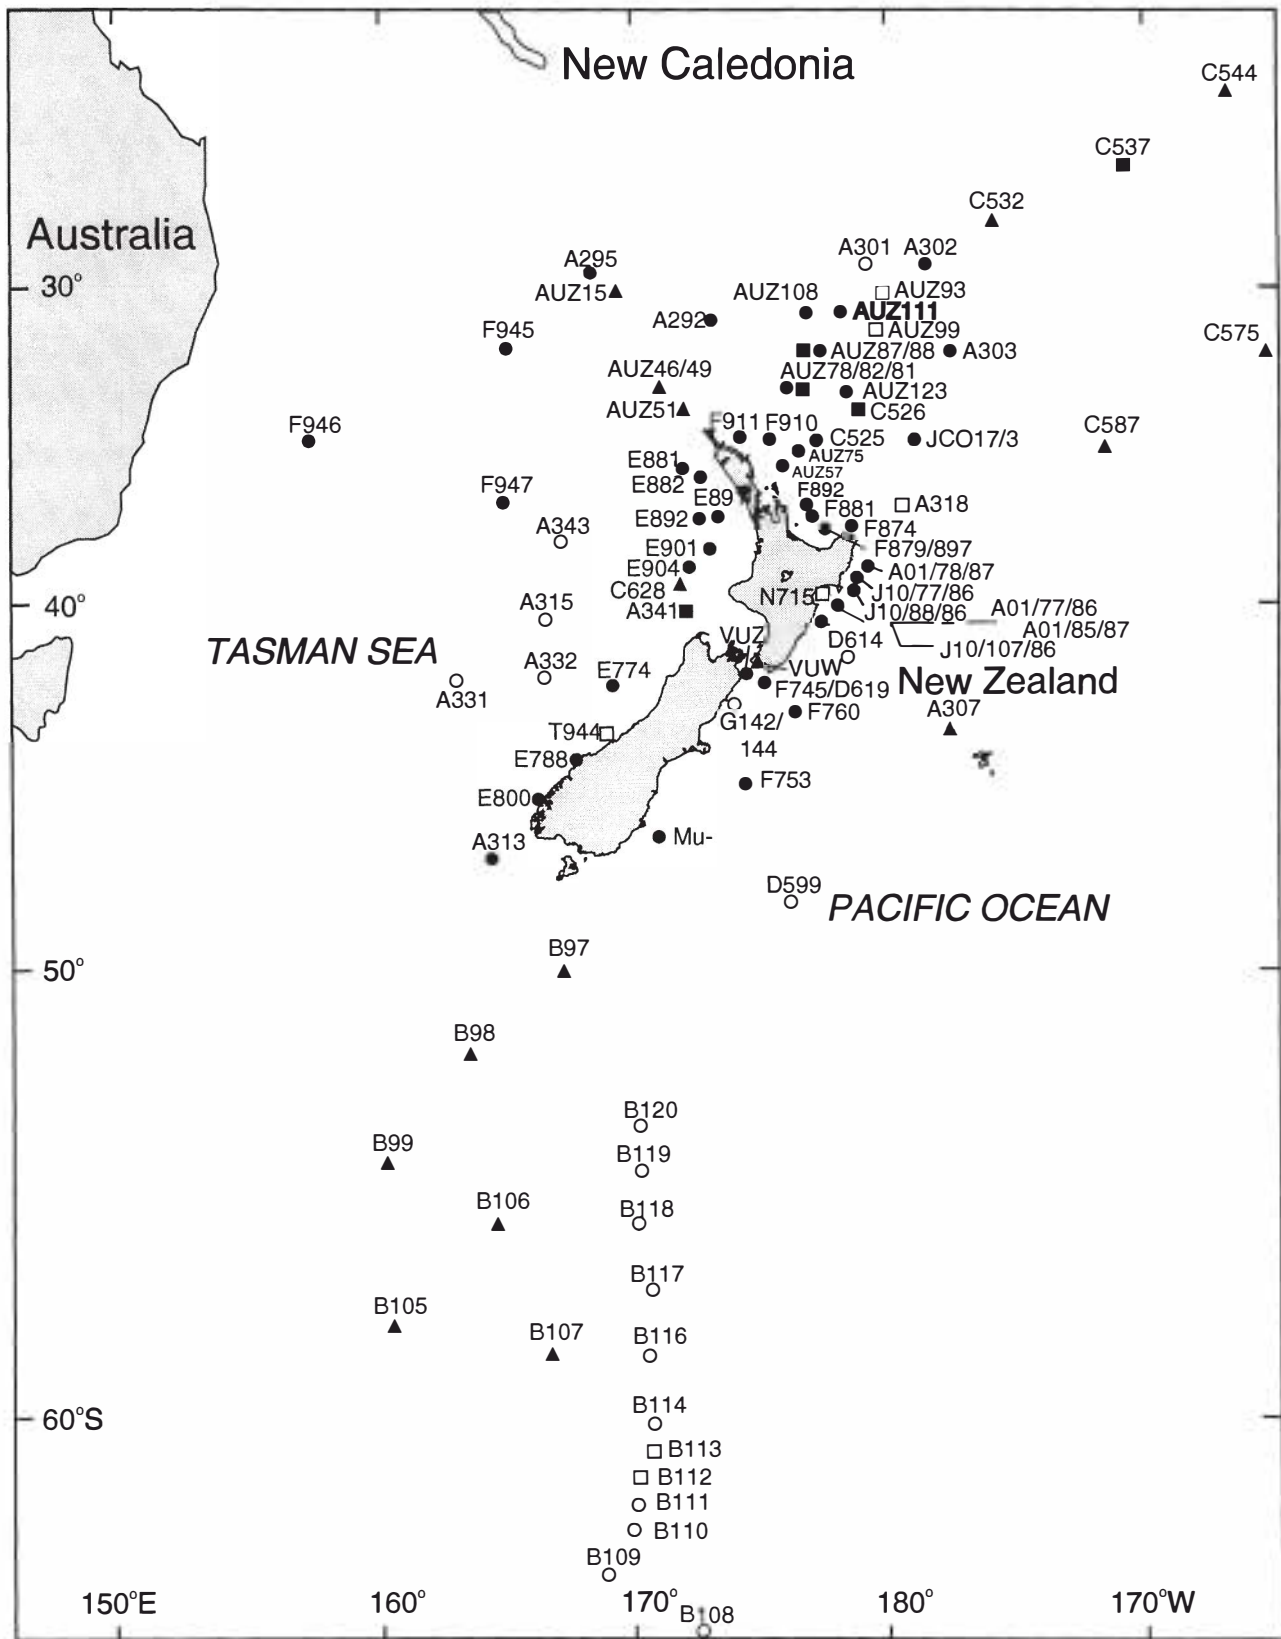 New Caledonia
C544
C537
C532
Australia
A301
A302
A295
30°
AUZ15
AUZ108
AUZ93
AUZ111
A292
AUZ99
F945
C575
AUZ87/88
A303
AUZ46/49
AUZ78/82/81
AUZ123
AUZ51
C526
F946
F911
F910
C525
JCO17/3
C587
AUZ75
E881
AUZ57
E882
F947
E89
F892
A318
F881
E892
A343
F874
E901
F879/897
E904
A01/78/87
C628
J10/77/86
N715
40°
A315
A341
J10/88/86
A01/77/86
A01/85/87
TASMAN SEA
VUZ
D614
J10/107/86
A332
E774
VUW
New Zealand
A331
F745/D619
A307
F760
T944
G142/
144
E788
F753
E800
A313
Mu-
D599
PACIFIC OCEAN
B97
50°
B98
B120
B99
B119
B106
B118
B117
B105
B107
B116
B114
60°S
B113
B112
B111
B110
B109
150°E
160°
170°
180°
170°W
B108